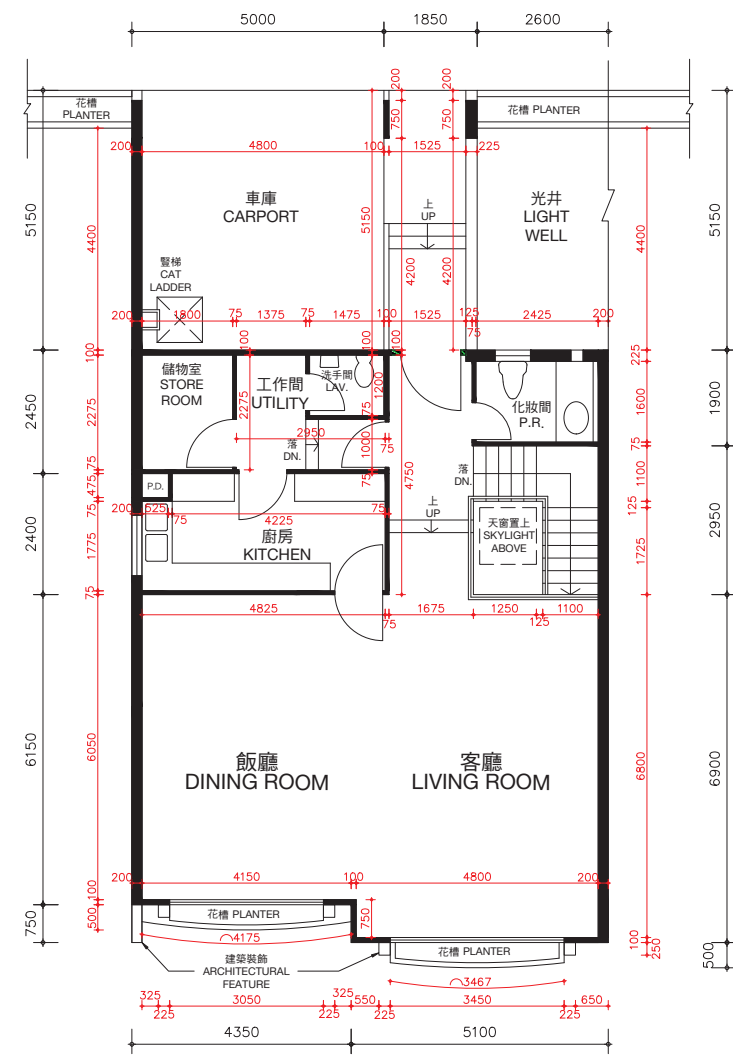 5000
1850
2600
花槽
PLANTER
花槽 PLANTER
200
200
750
750
200
4800
100
1525
225
車庫
CARPORT
上
UP
光井
LIGHT
WELL
5150
4400
5150
4200
4200
4400
5150
豎梯
CAT
LADDER
200
1800
75
1375
75
1475
100
1525
125
75
2425
200
100
100
100
100
225
儲物室
STORE
ROOM
工作間
UTILITY
洗手間
LAV.
1200
化妝間
P.R.
2450
2275
2275
75
1600
1900
2950
75
落
DN.
1000
75
75
75
落
DN.
475
P.D.
4750
1100
200
525
75
4225
75
上
UP
125
廚房
KITCHEN
天窗置上
SKYLIGHT
ABOVE
2400
75
1775
75
1725
2950
4825
75
1675
1250
125
1100
6150
6050
飯廳
DINING ROOM
客廳
LIVING ROOM
6800
6900
200
4150
100
4800
200
100
750
500
花槽 PLANTER
750
4175
花槽 PLANTER
100
250
500
建築裝飾
ARCHITECTURAL
FEATURE
3467
325
225
3050
325
225
550
225
3450
225
650
4350
5100